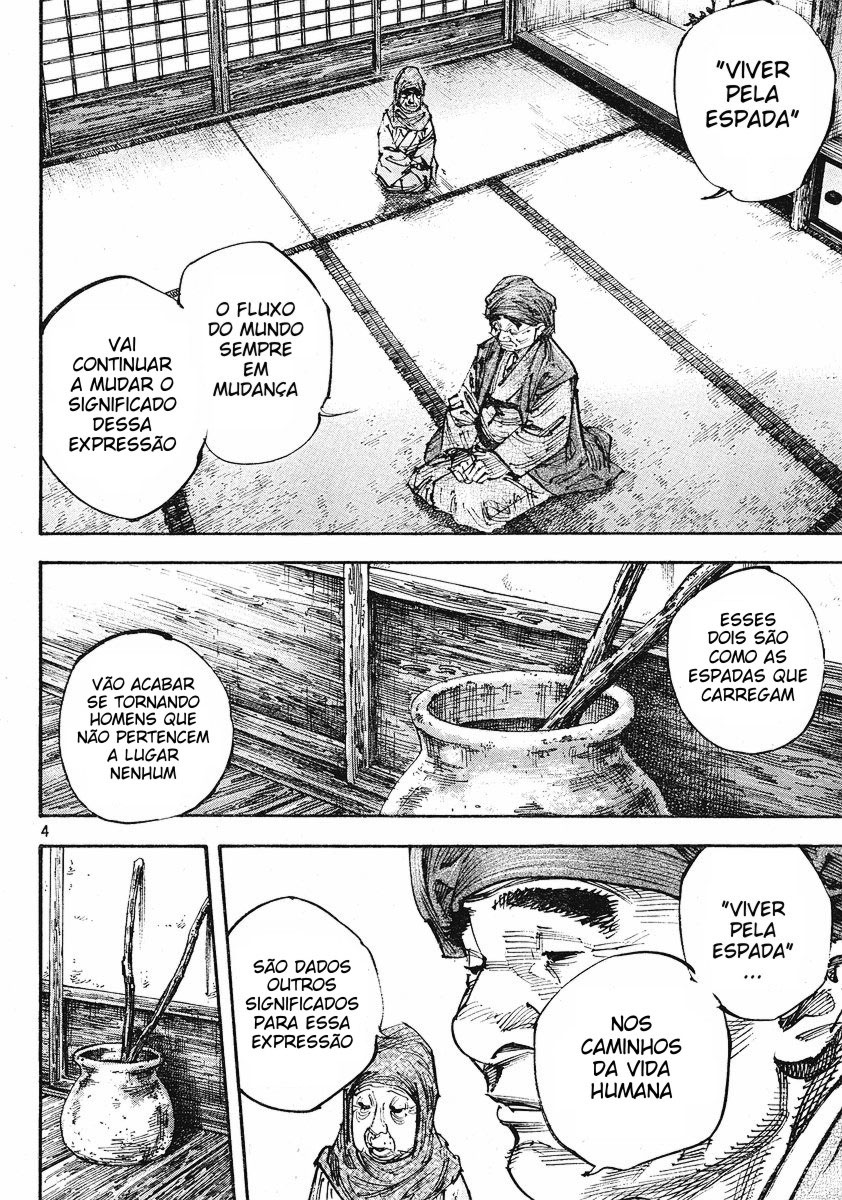 "VIVER
PELA
ESPADA"
O FLUXO
DO MUNDO
SEMPRE
EM
MUDANÇA
VAI
CONTINUAR
A MUDAR O
SIGNIFICADO
DESSA
EXPRESSÃO
ESSES
DOIS SÃO
COMO AS
ESPADAS QUE
CARREGAM
VÃO ACABAR
SE TORNANDO
HOMENS QUE
NÃO PERTENCEM
A LUGAR
NENHUM
4
"VIVER
PELA
ESPADA"
...
NOS
CAMINHOS
DA VIDA
HUMANA
SÃO DADOS
OUTROS
SIGNIFICADOS
PARA ESSA
EXPRESSÃO